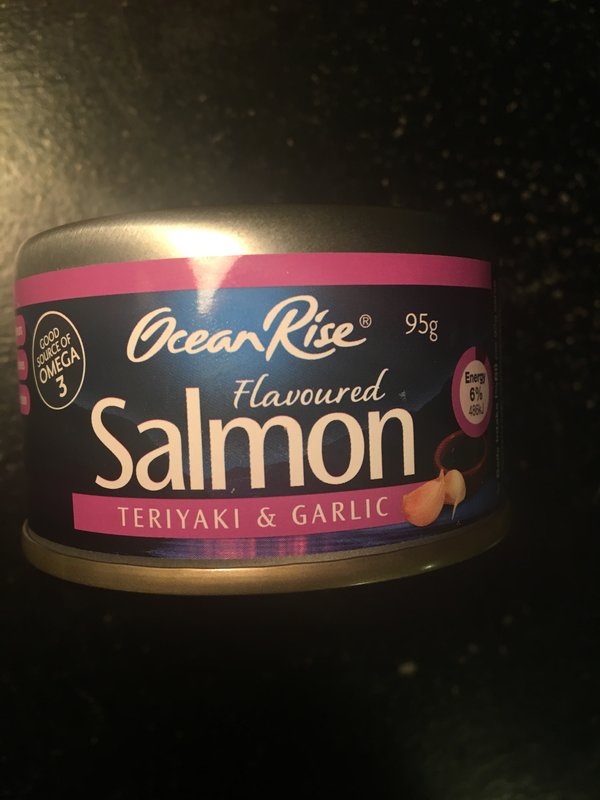 OceanRise® 95g
GOOD
SOURCE OF
OMEGA
3
Flavoured
Salmon
TERIYAKI & GARLIC
Energy
6%